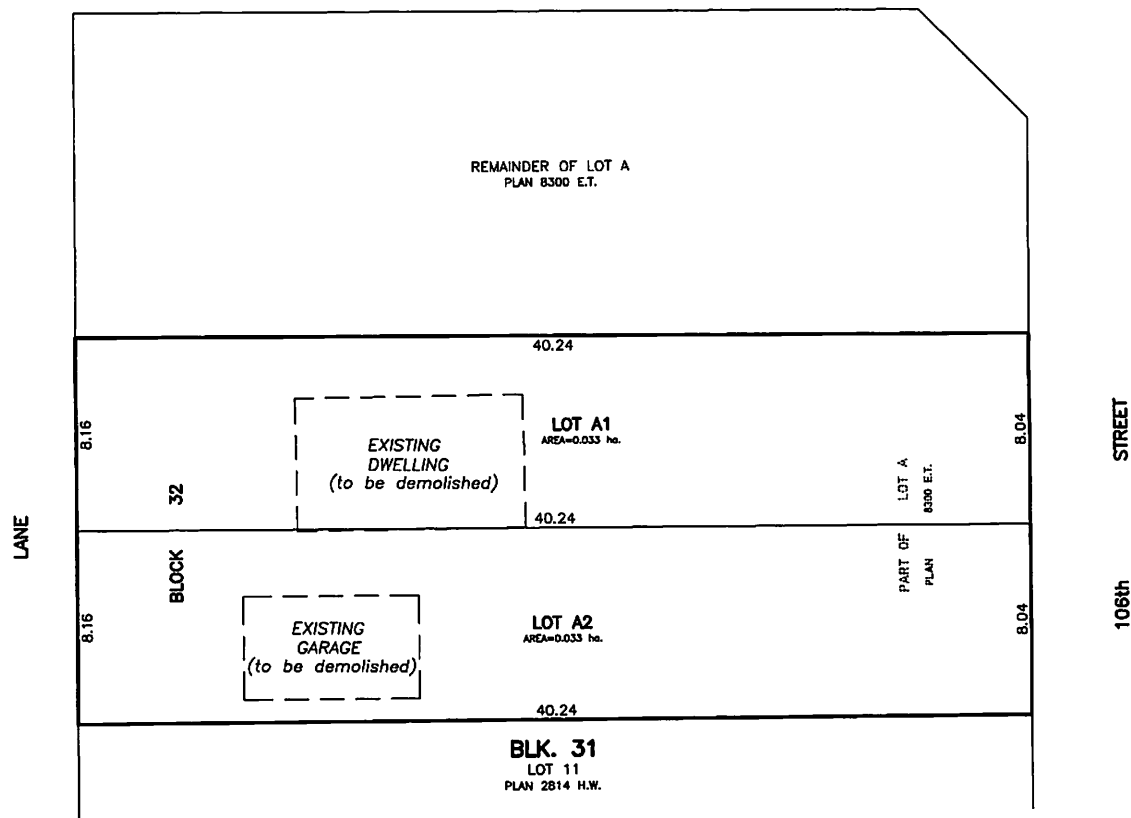 REMAINDER OF LOT A
PLAN 8300 E.T.
40.24
8.16
EXISTING
DWELLING
(to be demolished)
LOT A1
AREA=0.033 ha.
8.04
40.24
BLOCK 32
PART OF LOT A
PLAN 8300 E.T.
LANE
106th STREET
8.16
EXISTING
GARAGE
(to be demolished)
LOT A2
AREA=0.033 ha.
8.04
40.24
BLK. 31
LOT 11
PLAN 2814 H.W.